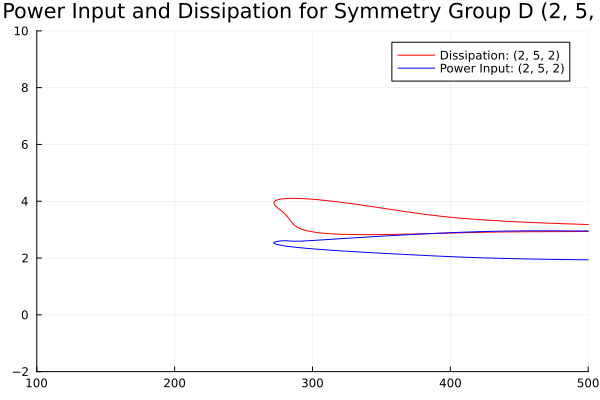 Power Input and Dissipation for Symmetry Group D (2, 5,
Dissipation: (2, 5, 2)
Power Input: (2, 5, 2)
10
8
6
4
2
0
−2
100 200 300 400 500